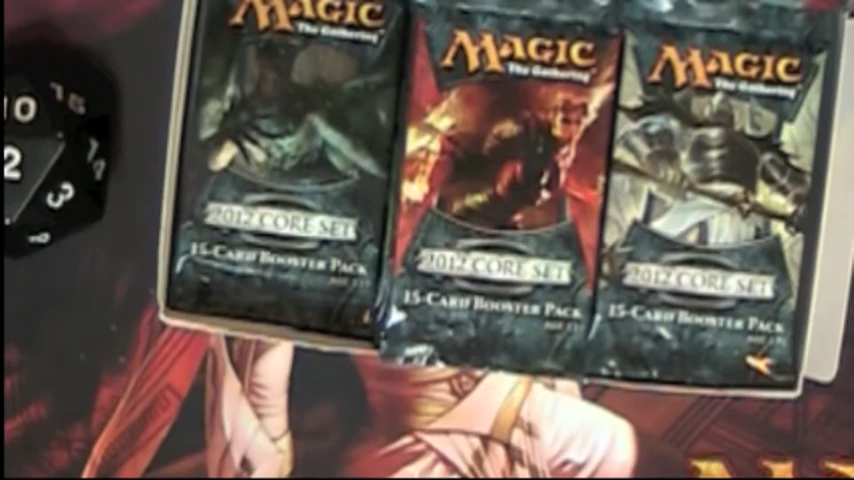 MAGIC
The Gathering
2012 CORE SET
15-CARD BOOSTER PACK
MAGIC
The Gathering
2012 CORE SET
15-CARD BOOSTER PACK
MAGIC
The Gathering
2012 CORE SET
15-CARD BOOSTER PACK
10
2
3